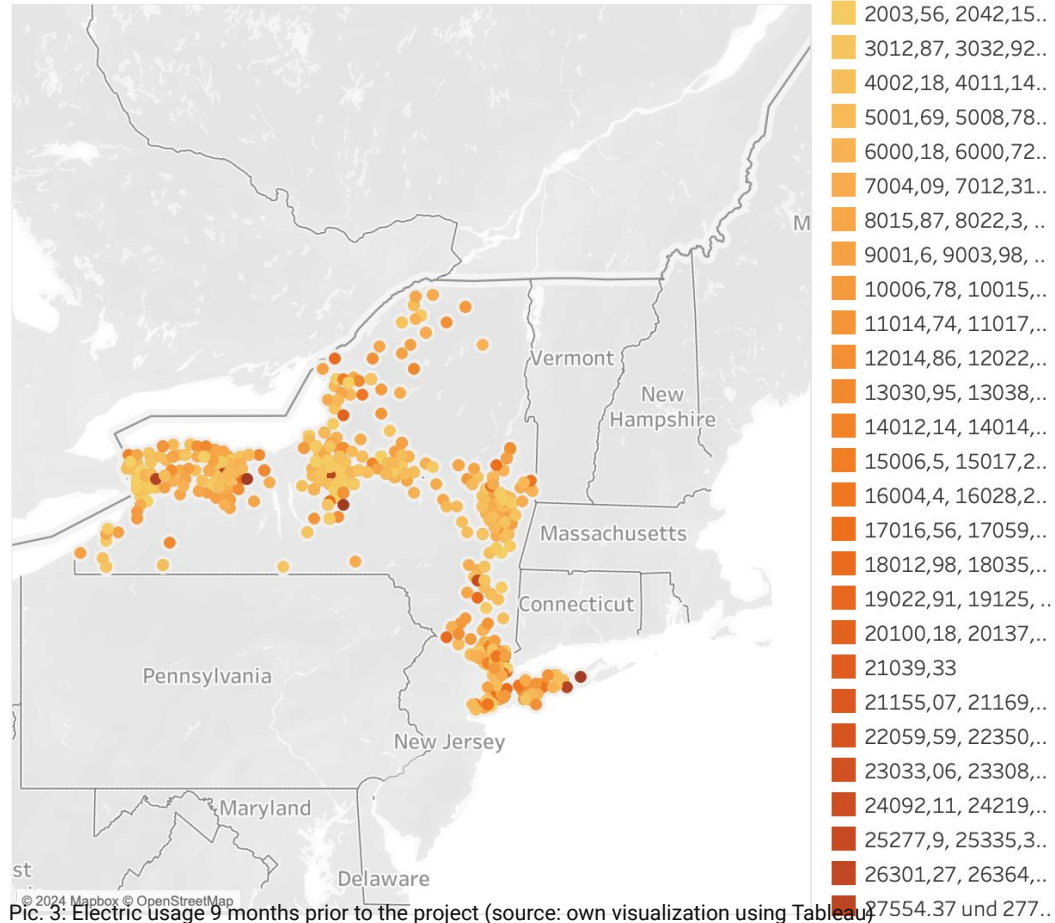 2003,56, 2042,15..
3012,87, 3032,92..
4002,18, 4011,14..
5001,69, 5008,78..
6000,18, 6000,72..
7004,09, 7012,31..
8015,87, 8022,3, ..
9001,6, 9003,98, ..
10006,78, 10015,..
11014,74, 11017,..
12014,86, 12022,..
13030,95, 13038,..
14012,14, 14014,..
15006,5, 15017,2..
16004,4, 16028,2..
17016,56, 17059,..
18012,98, 18035,..
19022,91, 19125, ..
20100,18, 20137,..
21039,33
21155,07, 21169,..
22059,59, 22350,..
23033,06, 23308,..
24092,11, 24219,..
25277,9, 25335,3..
26301,27, 26364,..
27554,37 und 277..
M
Vermont
New
Hampshire
Massachusetts
Connecticut
Pennsylvania
New Jersey
Maryland
st
Delaware
© 2024 Mapbox © OpenStreetMap
Pic. 3: Electric usage 9 months prior to the project (source: own visualization using Tableau)